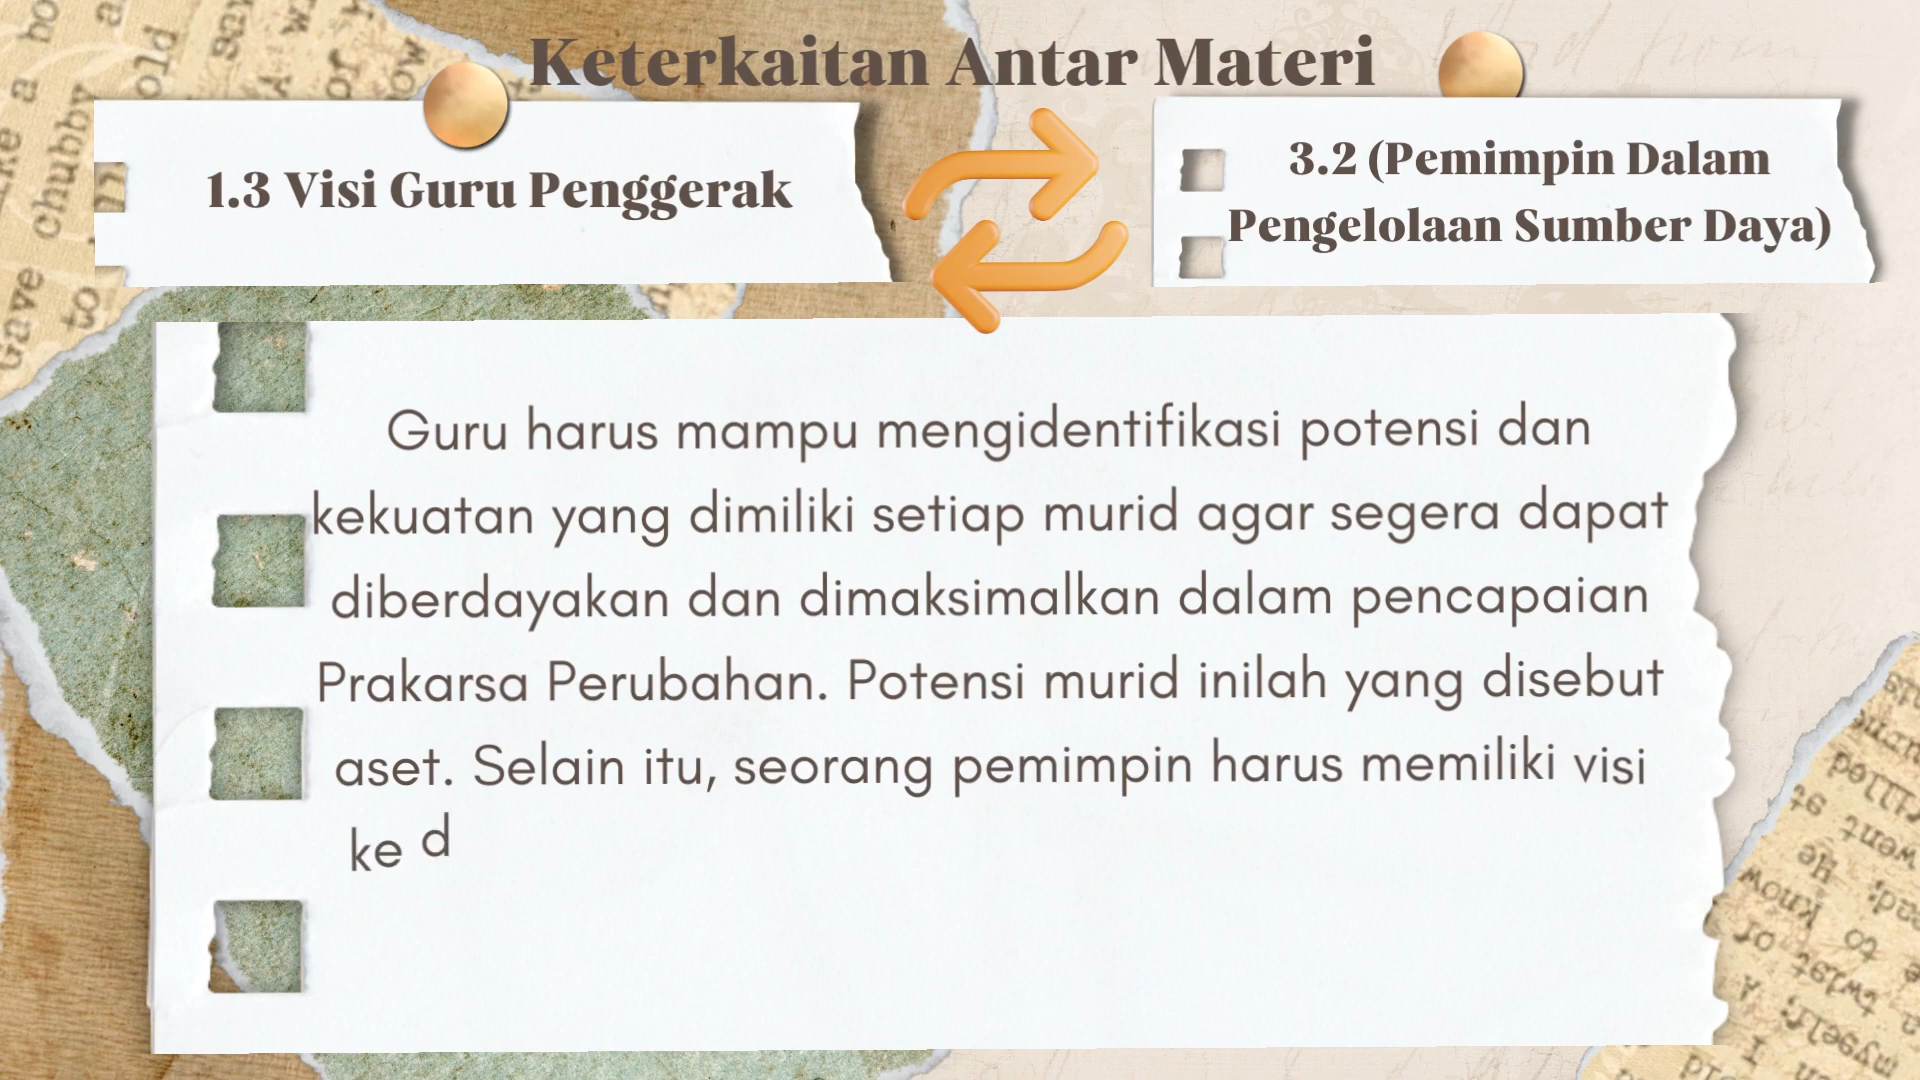 Keterkaitan Antar Materi
1.3 Visi Guru Penggerak
3.2 (Pemimpin Dalam
Pengelolaan Sumber Daya)
Guru harus mampu mengidentifikasi potensi dan
kekuatan yang dimiliki setiap murid agar segera dapat
diberdayakan dan dimaksimalkan dalam pencapaian
Prakarsa Perubahan. Potensi murid inilah yang disebut
aset. Selain itu, seorang pemimpin harus memiliki visi
ke d